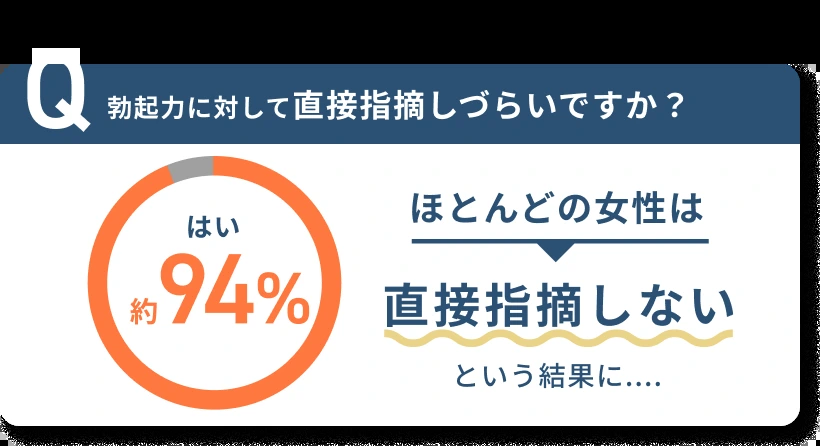 Q 勃起力に対して直接指摘しづらいですか？
はい
約94%
ほとんどの女性は
直接指摘しない
という結果に....